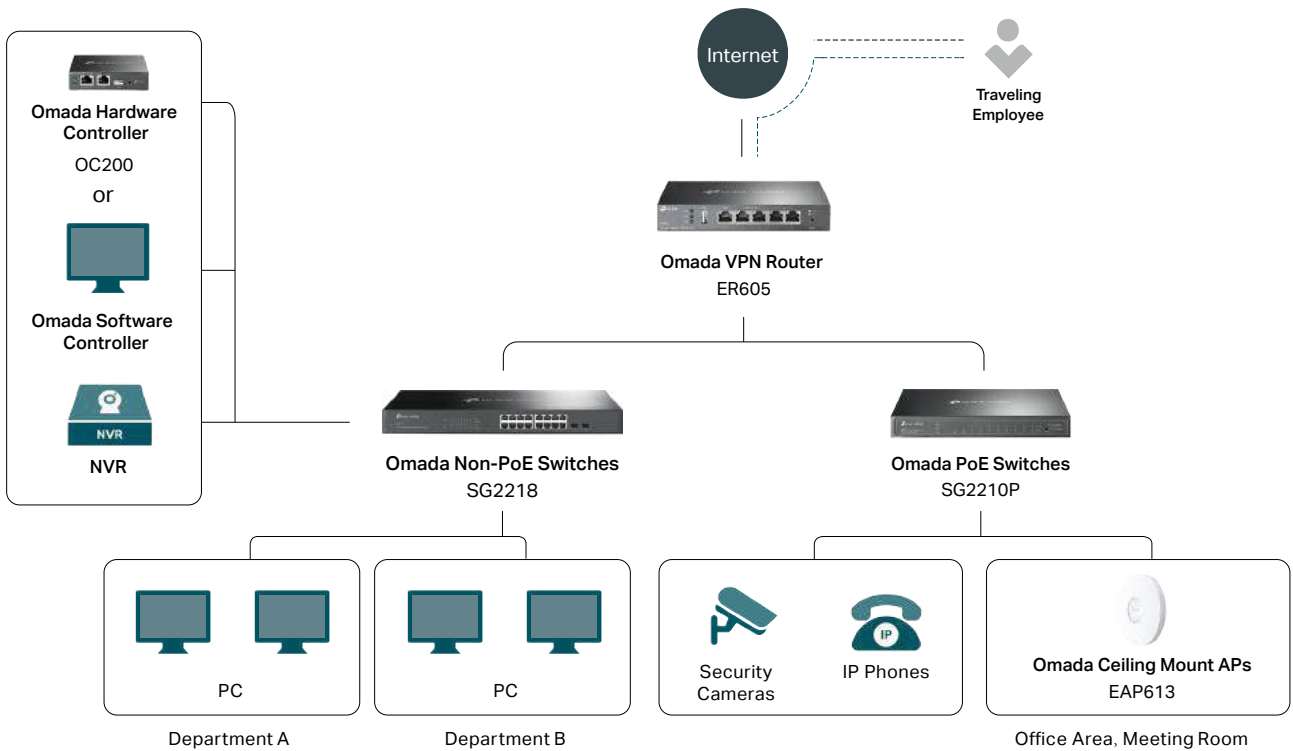 Internet
Traveling
Employee
Omada Hardware
Controller
OC200
or
Omada Software
Controller
NVR
NVR
Omada VPN Router
ER605
Omada Non-PoE Switches
SG2218
Omada PoE Switches
SG2210P
PC
Department A
PC
Department B
Security
Cameras
IP
IP Phones
Omada Ceiling Mount APs
EAP613
Office Area, Meeting Room